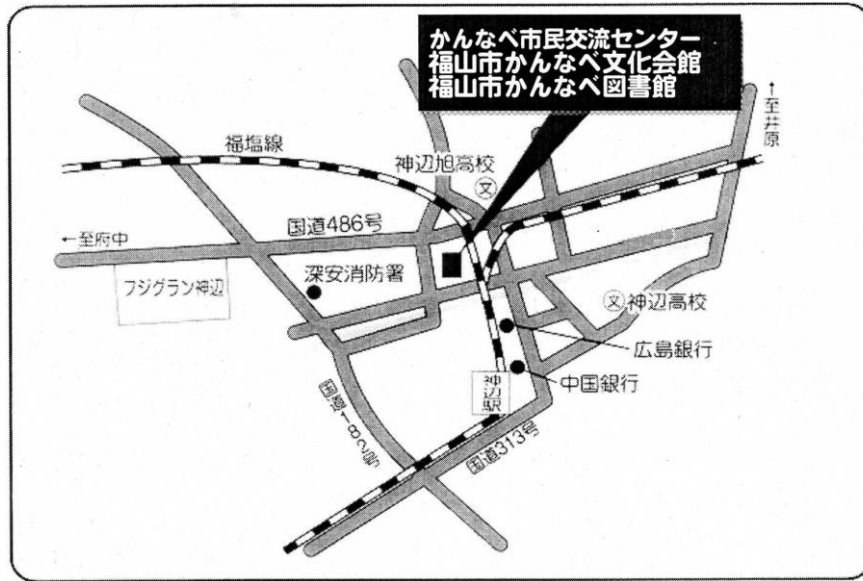 かんなべ市民交流センター
福山市かんなべ文化会館
福山市かんなべ図書館
↑至井原
福塩線
神辺旭高校
文
国道486号
←至府中
深安消防署
フジグラン神辺
文 神辺高校
広島銀行
中国銀行
神辺駅
国道182号
国道313号